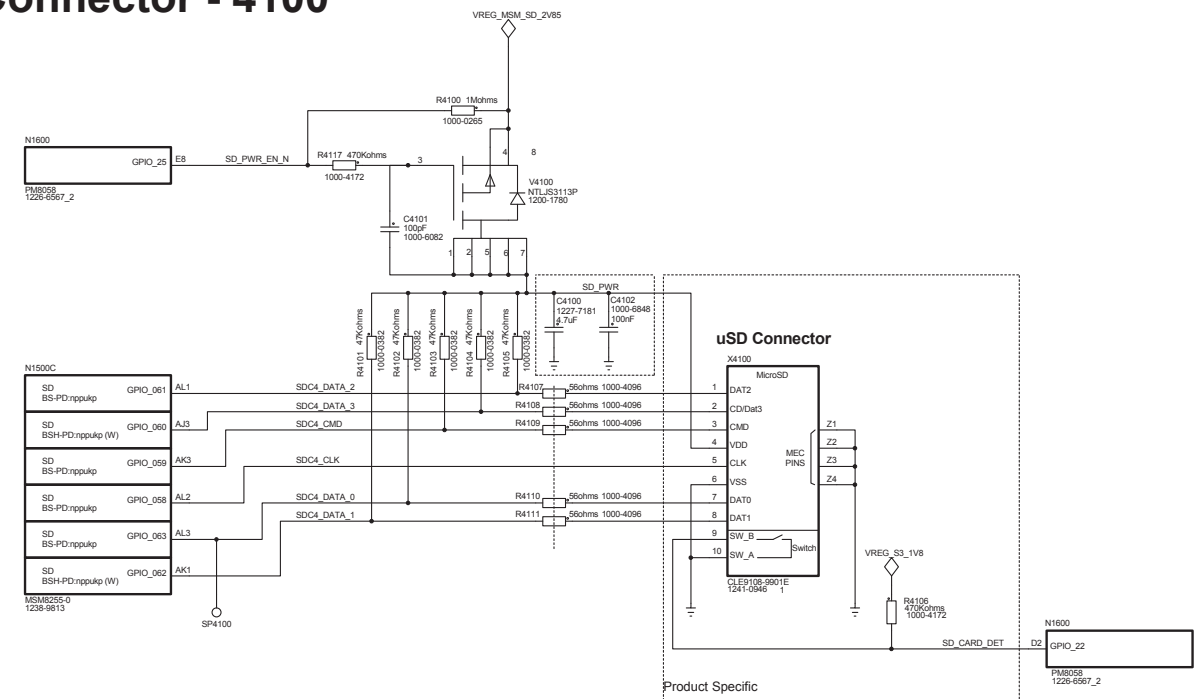 Connector - 4100
VREG_MSM_SD_2V85
R4100 1Mohms
1000-0265
N1600
GPIO_25
E8
SD_PWR_EN_N
R4117 470Kohms
1000-4172
3
4
8
PM8058
1226-6567_2
V4100
NTLJS3113P
1200-1780
C4101
100pF
1000-6082
1
2
5
6
7
SD_PWR
C4100
1227-7181
4.7uF
C4102
1000-6848
100nF
R4101 47Kohms
1000-0382
R4102 47Kohms
1000-0382
R4103 47Kohms
1000-0382
R4104 47Kohms
1000-0382
R4105 47Kohms
1000-0382
uSD Connector
X4100
MicroSD
N1500C
SD
BS-PD:nppukp
GPIO_061
AL1
SDC4_DATA_2
R4107
56ohms 1000-4096
1
DAT2
SD
BSH-PD:nppukp (W)
GPIO_060
AJ3
SDC4_DATA_3
R4108
56ohms 1000-4096
2
CD/Dat3
SD
BS-PD:nppukp
GPIO_059
AK3
SDC4_CMD
R4109
56ohms 1000-4096
3
CMD
4
VDD
SD
BS-PD:nppukp
GPIO_058
AL2
SDC4_CLK
5
CLK
6
VSS
SD
BS-PD:nppukp
GPIO_063
AL3
SDC4_DATA_0
R4110
56ohms 1000-4096
7
DAT0
SD
BSH-PD:nppukp (W)
GPIO_062
AK1
SDC4_DATA_1
R4111
56ohms 1000-4096
8
DAT1
9
SW_B
10
SW_A
Switch
MEC
PINS
Z1
Z2
Z3
Z4
CLE9108-9901E
1241-0946
1
MSM8255-0
1238-9813
SP4100
VREG_S3_1V8
R4106
470Kohms
1000-4172
SD_CARD_DET
N1600
D2
GPIO_22
PM8058
1226-6567_2
Product Specific